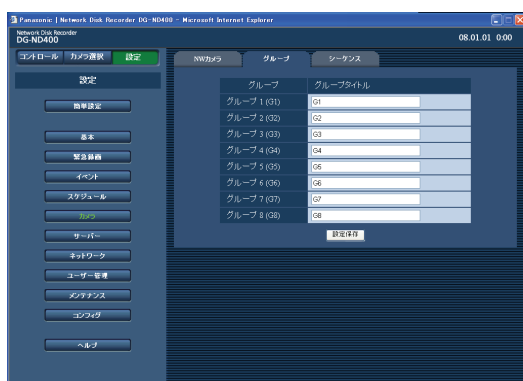 Panasonic | Network Disk Recorder DG-ND400 - Microsoft Internet Explorer
Network Disk Recorder
DG-ND400
08.01.01 0:00
コントロール カメラ選択 設定
NWカメラ グループ シーケンス
設定
簡単設定
基本
緊急録画
イベント
スケジュール
カメラ
サーバー
ネットワーク
ユーザー管理
メンテナンス
コンフィグ
ヘルプ
グループ グループタイトル
グループ 1 (G1) G1
グループ 2 (G2) G2
グループ 3 (G3) G3
グループ 4 (G4) G4
グループ 5 (G5) G5
グループ 6 (G6) G6
グループ 7 (G7) G7
グループ 8 (G8) G8
設定保存